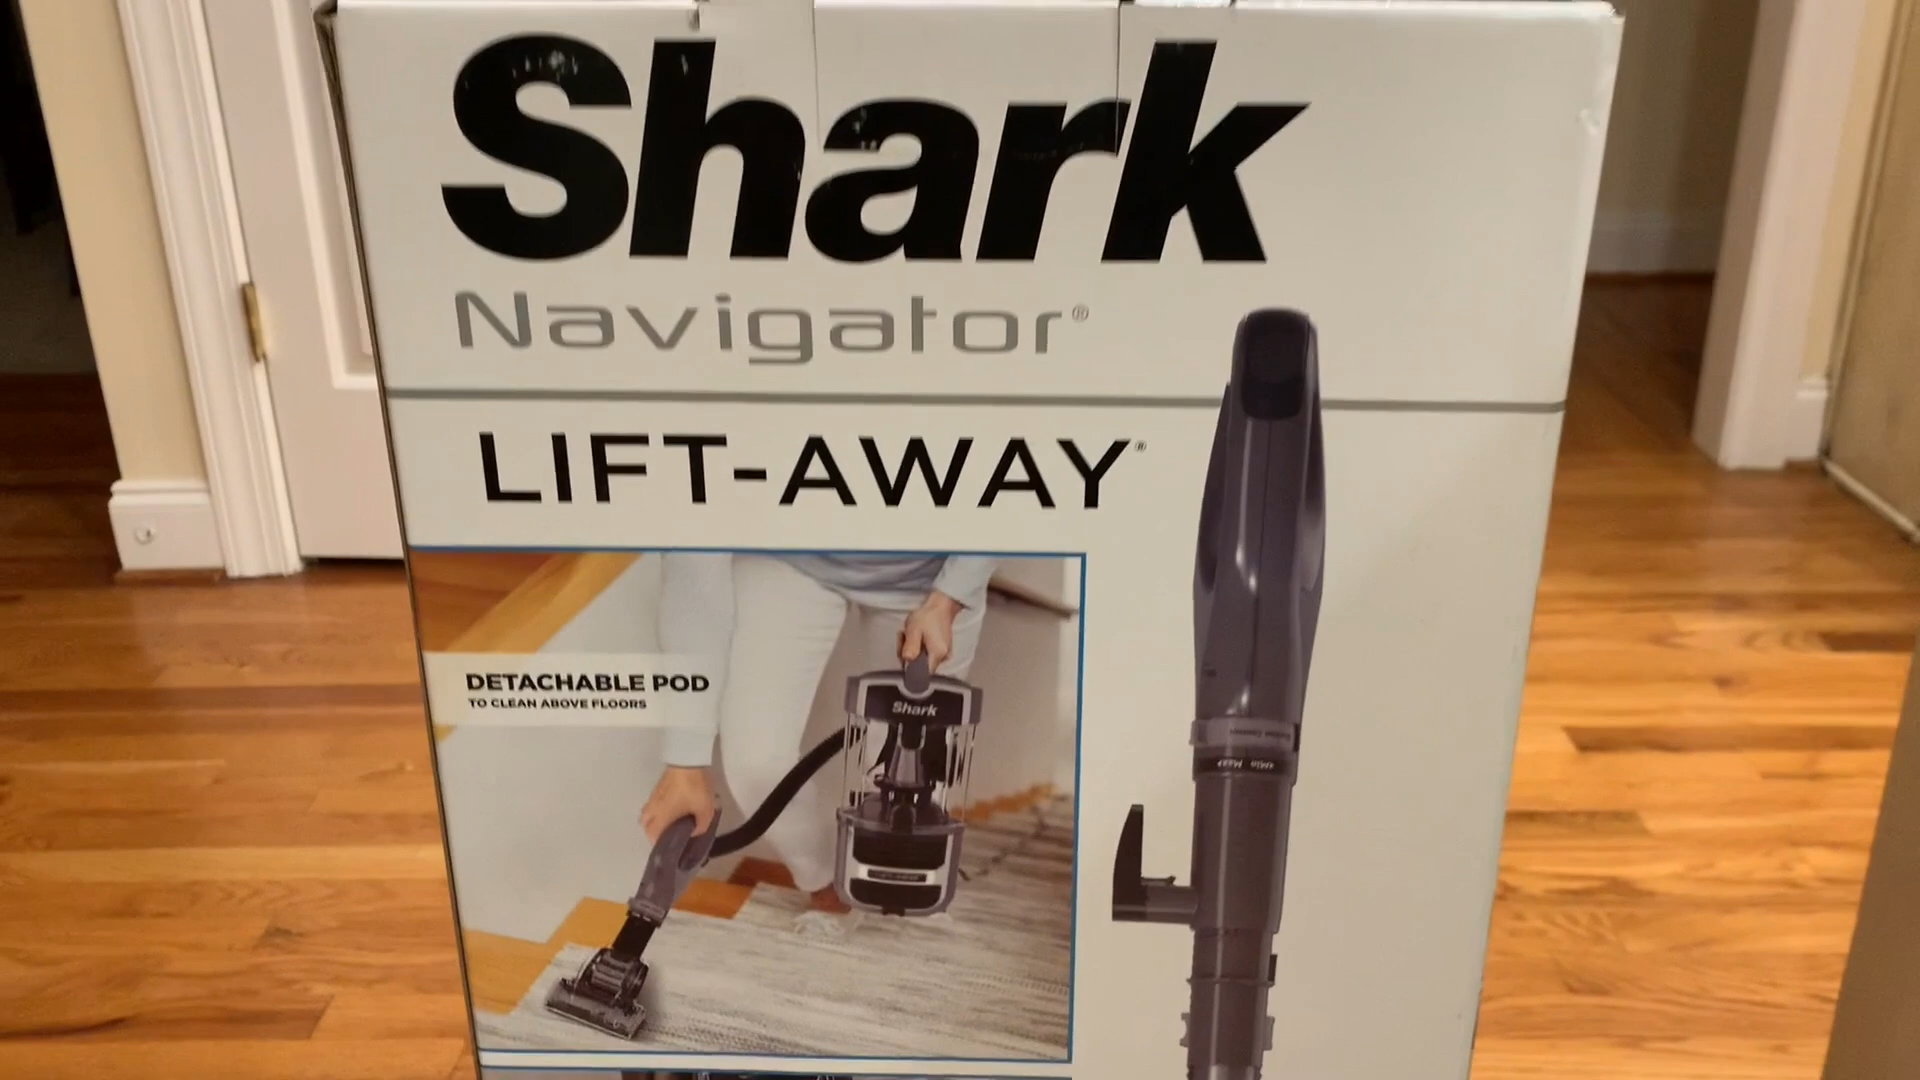 Shark
Navigator®
LIFT-AWAY®
DETACHABLE POD
TO CLEAN ABOVE FLOORS
Shark